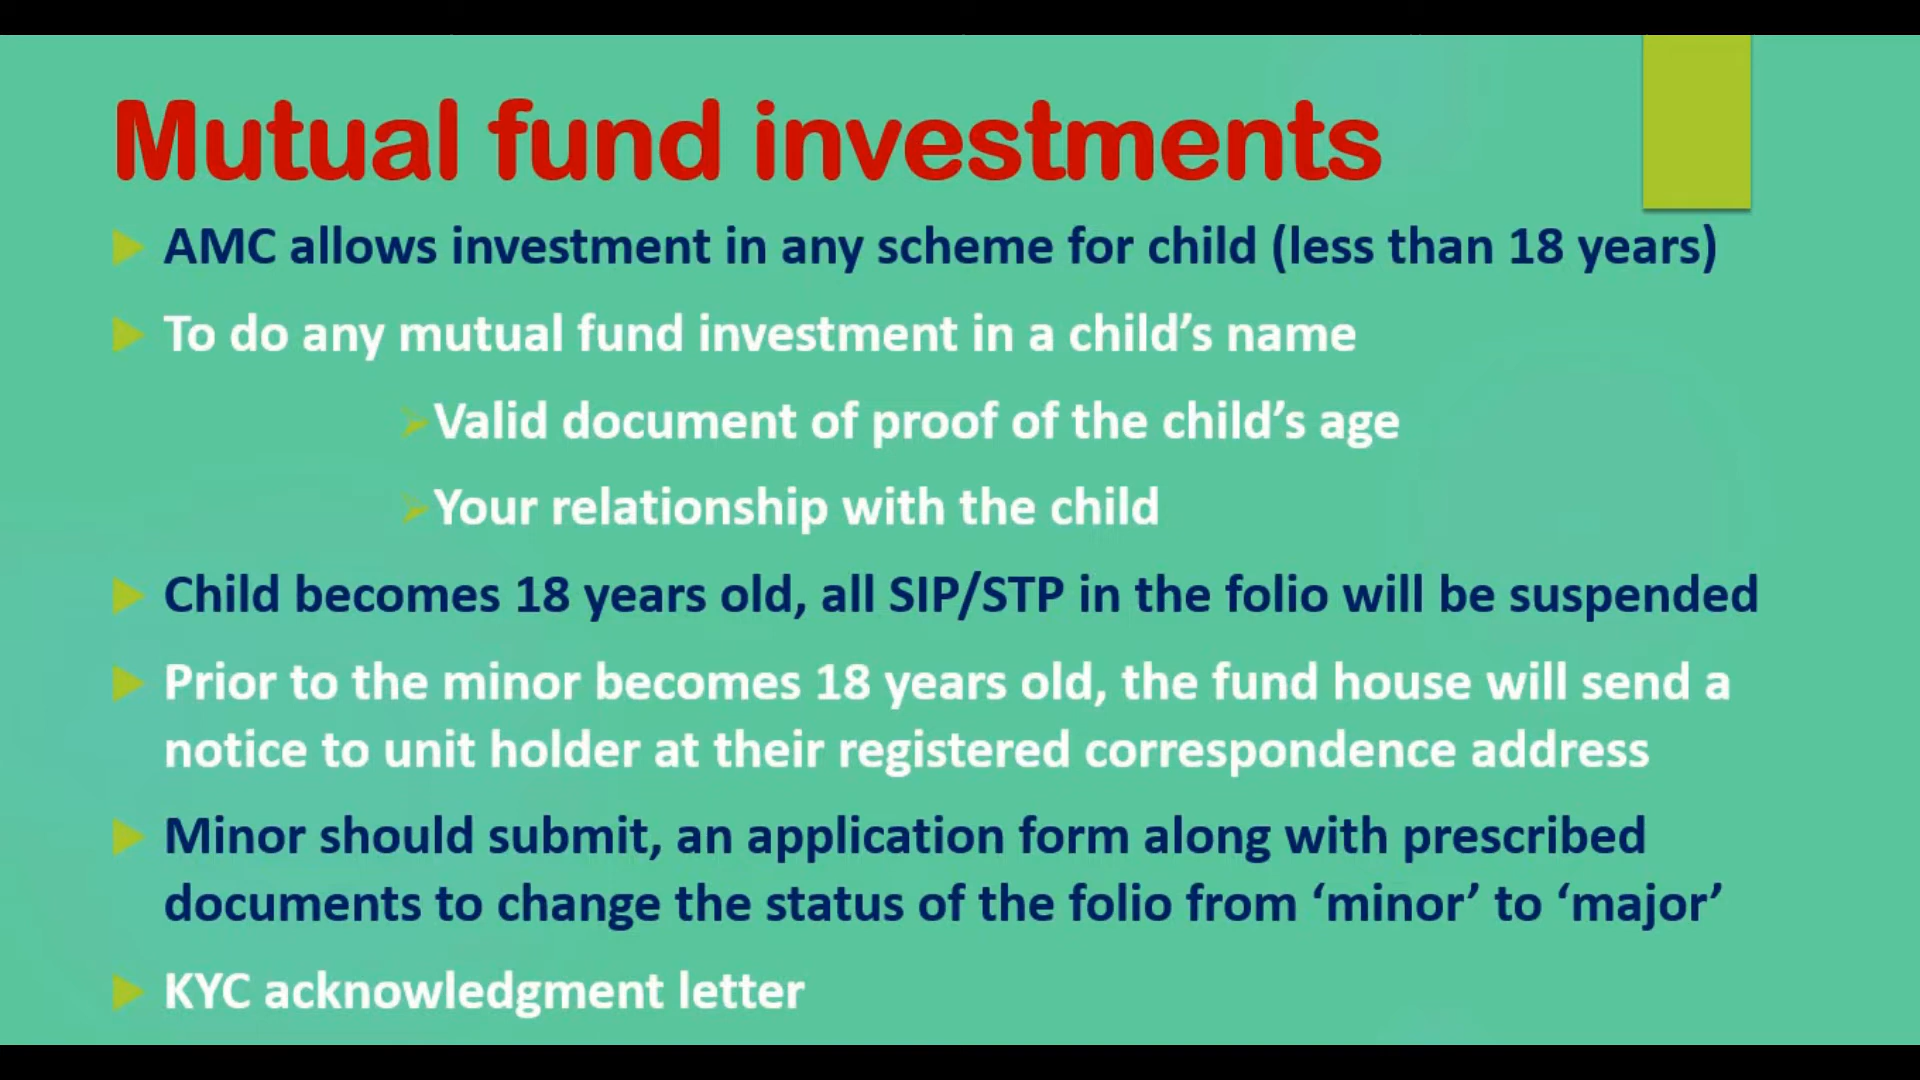 Mutual fund investments
AMC allows investment in any scheme for child (less than 18 years)
To do any mutual fund investment in a child’s name
Valid document of proof of the child’s age
Your relationship with the child
Child becomes 18 years old, all SIP/STP in the folio will be suspended
Prior to the minor becomes 18 years old, the fund house will send a
notice to unit holder at their registered correspondence address
Minor should submit, an application form along with prescribed
documents to change the status of the folio from ‘minor’ to ‘major’
KYC acknowledgment letter